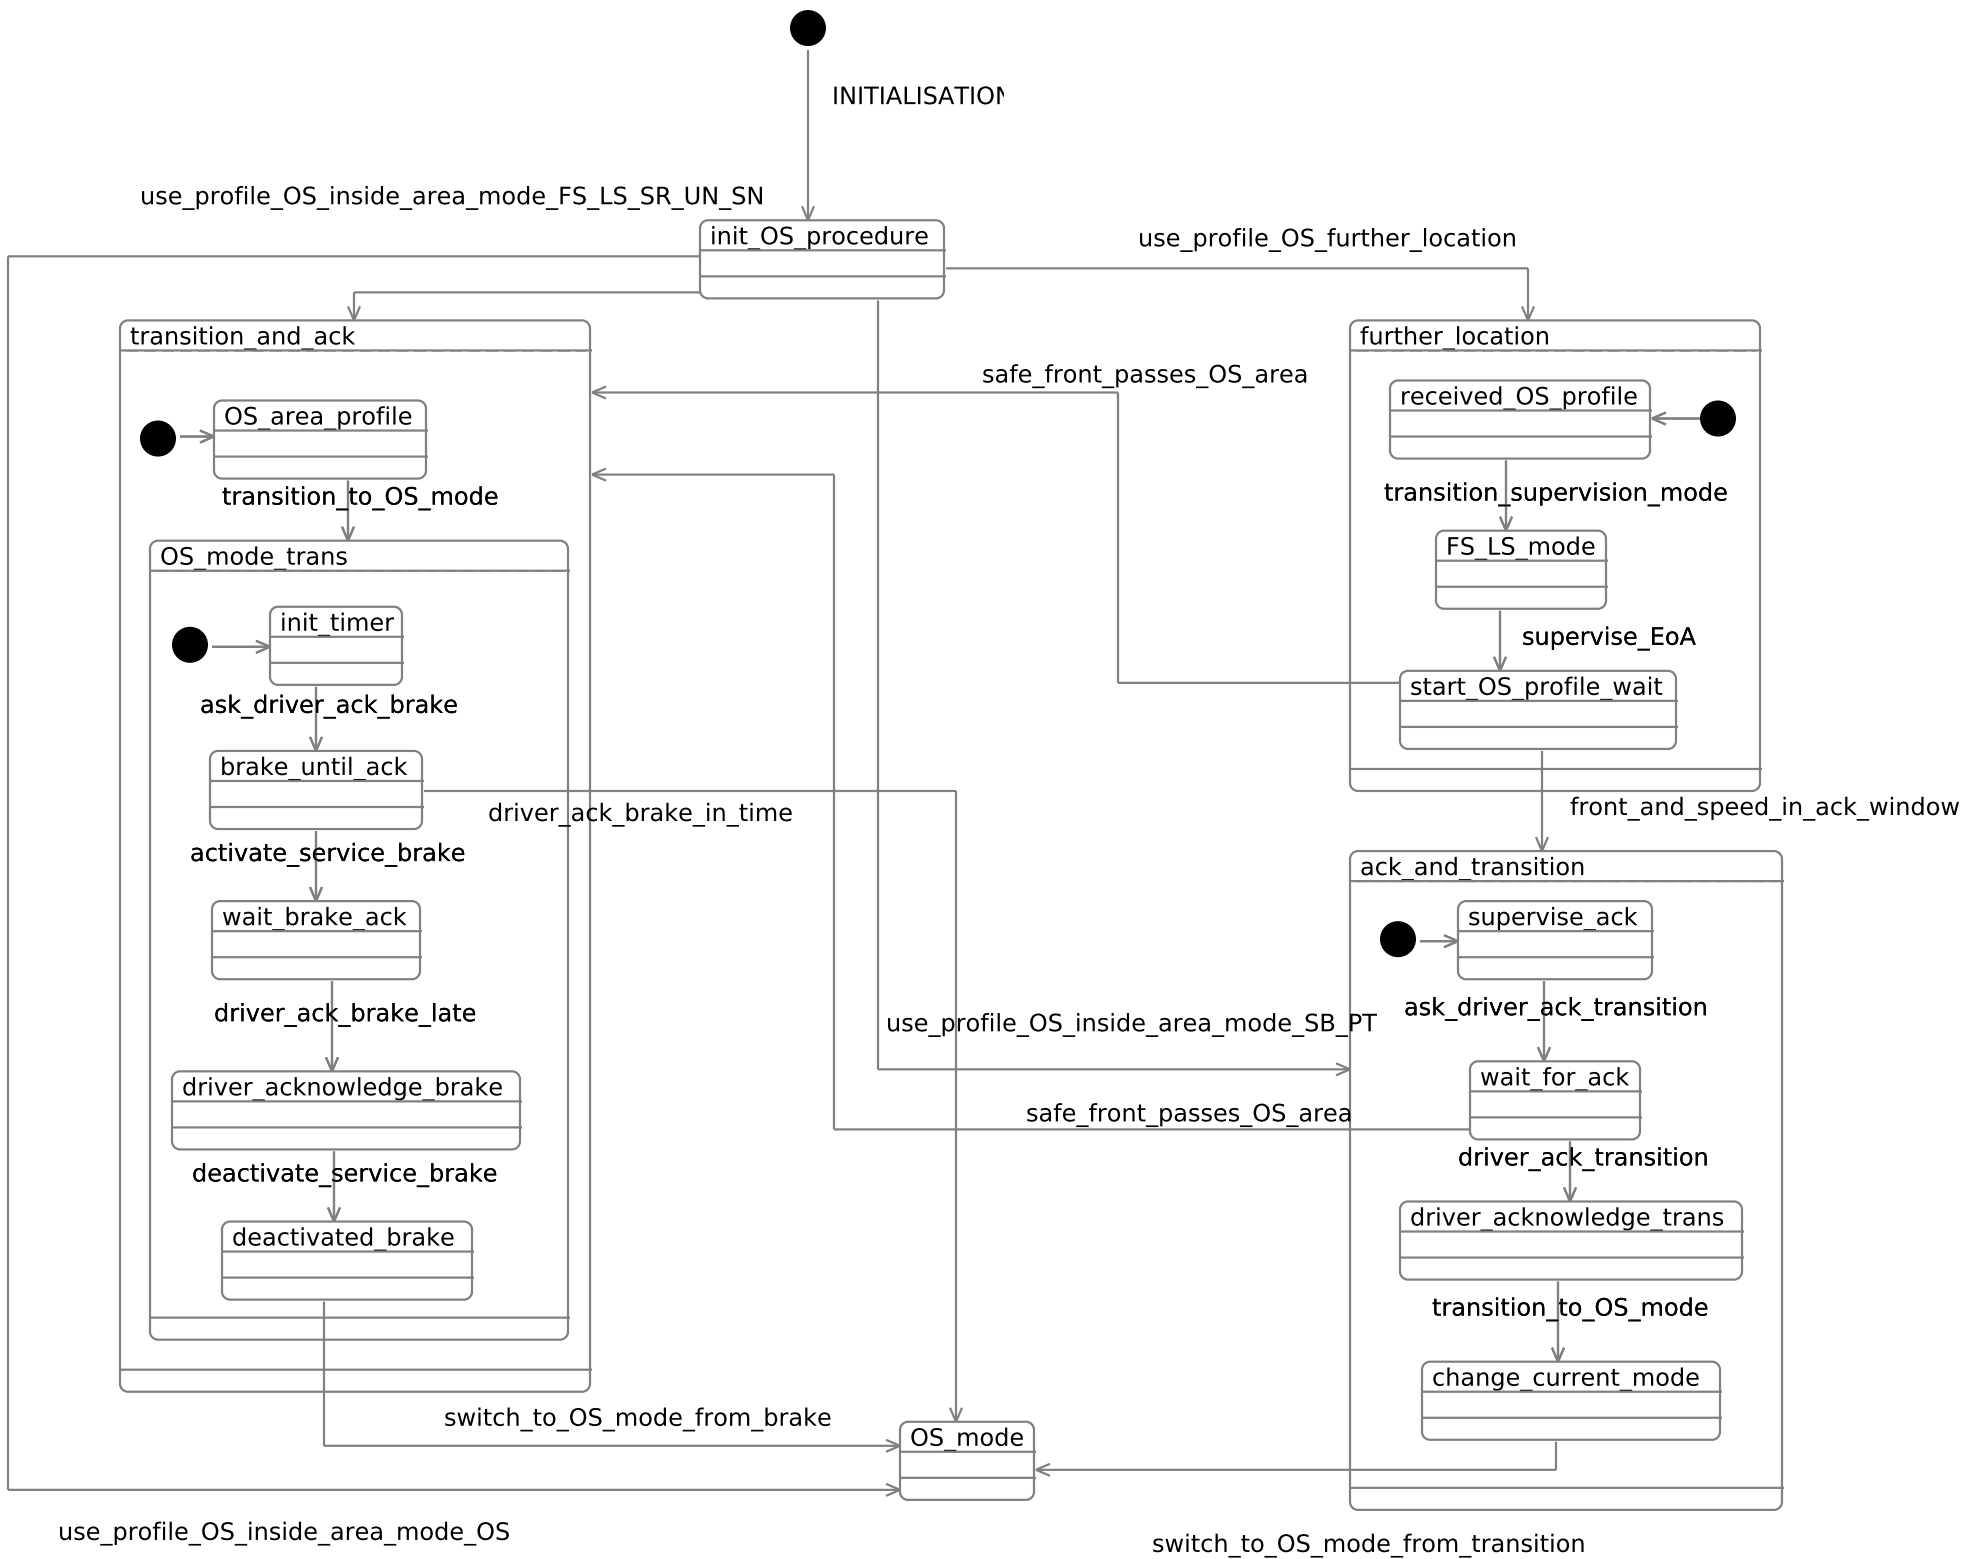 INITIALISATION
use_profile_OS_inside_area_mode_FS_LS_SR_UN_SN
init_OS_procedure
use_profile_OS_further_location
transition_and_ack
further_location
safe_front_passes_OS_area
received_OS_profile
OS_area_profile
transition_to_OS_mode
transition_supervision_mode
FS_LS_mode
OS_mode_trans
init_timer
supervise_EoA
start_OS_profile_wait
ask_driver_ack_brake
brake_until_ack
driver_ack_brake_in_time
front_and_speed_in_ack_window
activate_service_brake
ack_and_transition
wait_brake_ack
supervise_ack
driver_ack_brake_late
use_profile_OS_inside_area_mode_SB_PT
ask_driver_ack_transition
driver_acknowledge_brake
wait_for_ack
safe_front_passes_OS_area
driver_ack_transition
deactivate_service_brake
driver_acknowledge_trans
deactivated_brake
transition_to_OS_mode
change_current_mode
switch_to_OS_mode_from_brake
OS_mode
use_profile_OS_inside_area_mode_OS
switch_to_OS_mode_from_transition